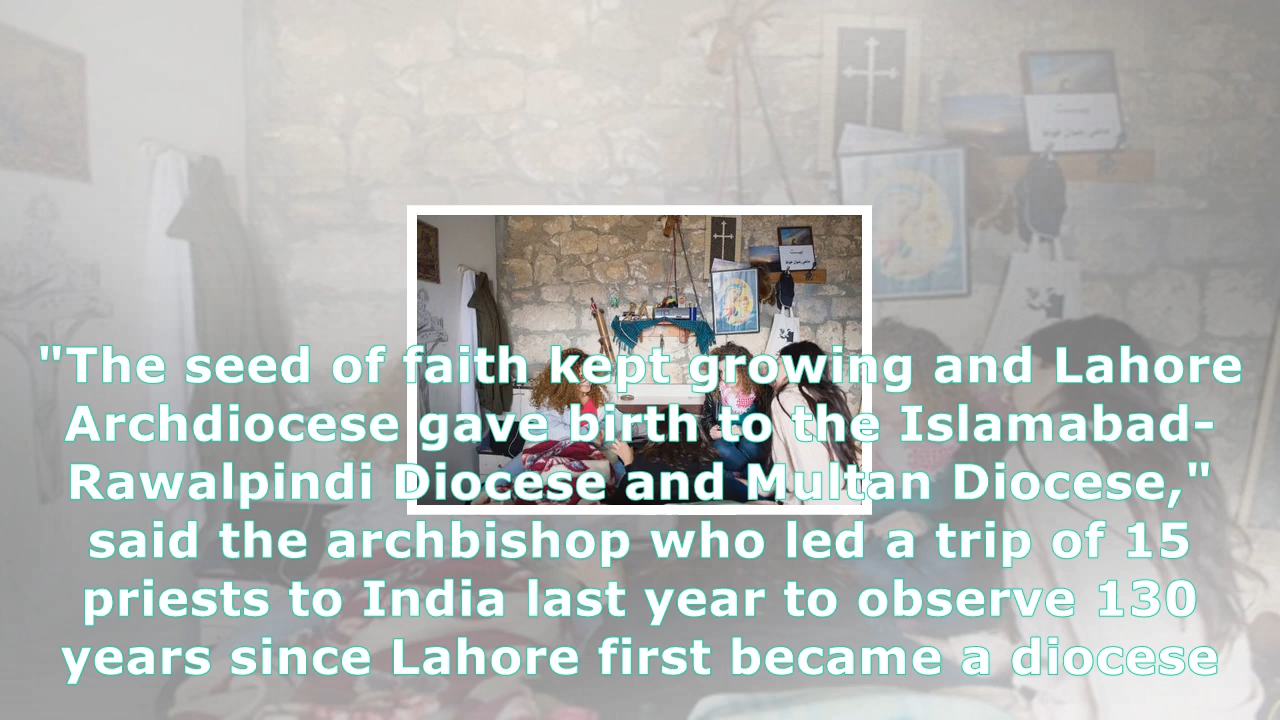 "The seed of faith kept growing and Lahore
Archdiocese gave birth to the Islamabad-
Rawalpindi Diocese and Multan Diocese,"
said the archbishop who led a trip of 15
priests to India last year to observe 130
years since Lahore first became a diocese